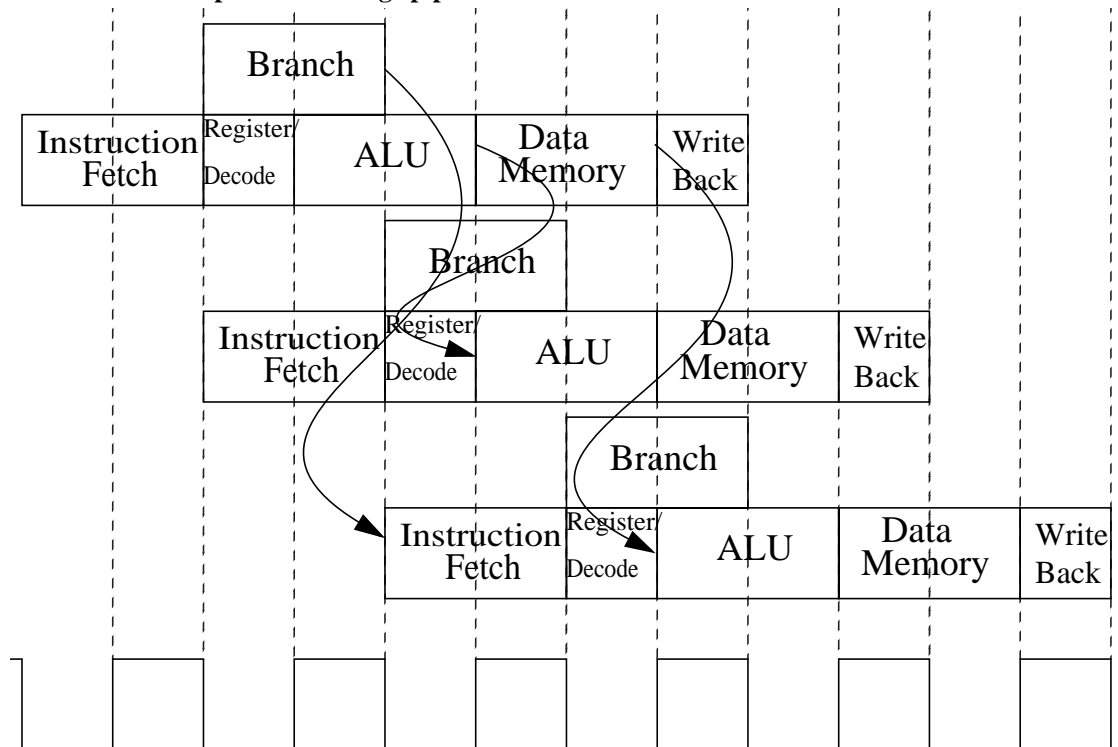 Branch
Instruction
Fetch
Register/
Decode
ALU
Data
Memory
Write
Back
Branch
Instruction
Fetch
Register/
Decode
ALU
Data
Memory
Write
Back
Branch
Instruction
Fetch
Register/
Decode
ALU
Data
Memory
Write
Back